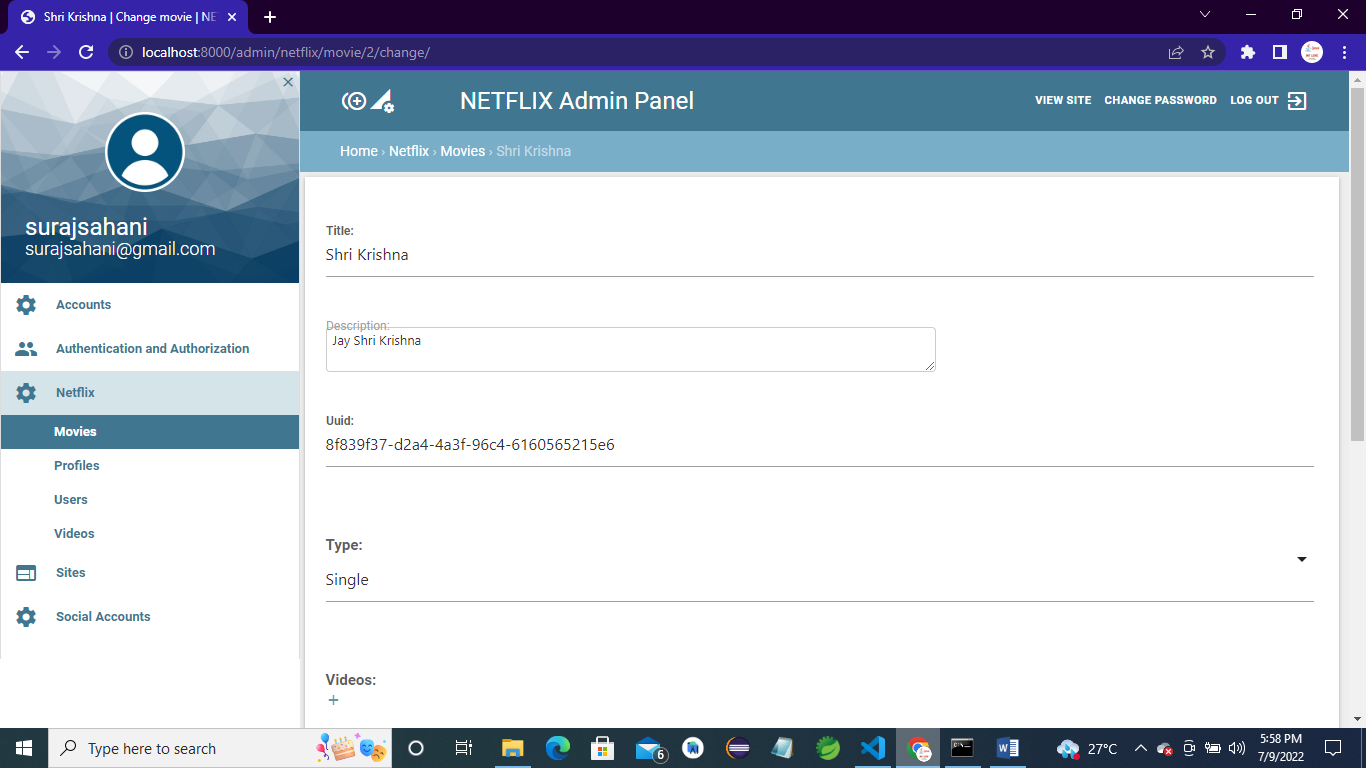 Shri Krishna | Change movie | NE
localhost:8000/admin/netflix/movie/2/change/
NETFLIX Admin Panel
VIEW SITE CHANGE PASSWORD LOG OUT
Home › Netflix › Movies › Shri Krishna
surajsahani
surajsahani@gmail.com
Accounts
Authentication and Authorization
Netflix
Movies
Profiles
Users
Videos
Sites
Social Accounts
Title:
Shri Krishna
Description:
Jay Shri Krishna
Uuid:
8f839f37-d2a4-4a3f-96c4-6160565215e6
Type:
Single
Videos:
+
Type here to search
6
27°C
5:58 PM
7/9/2022